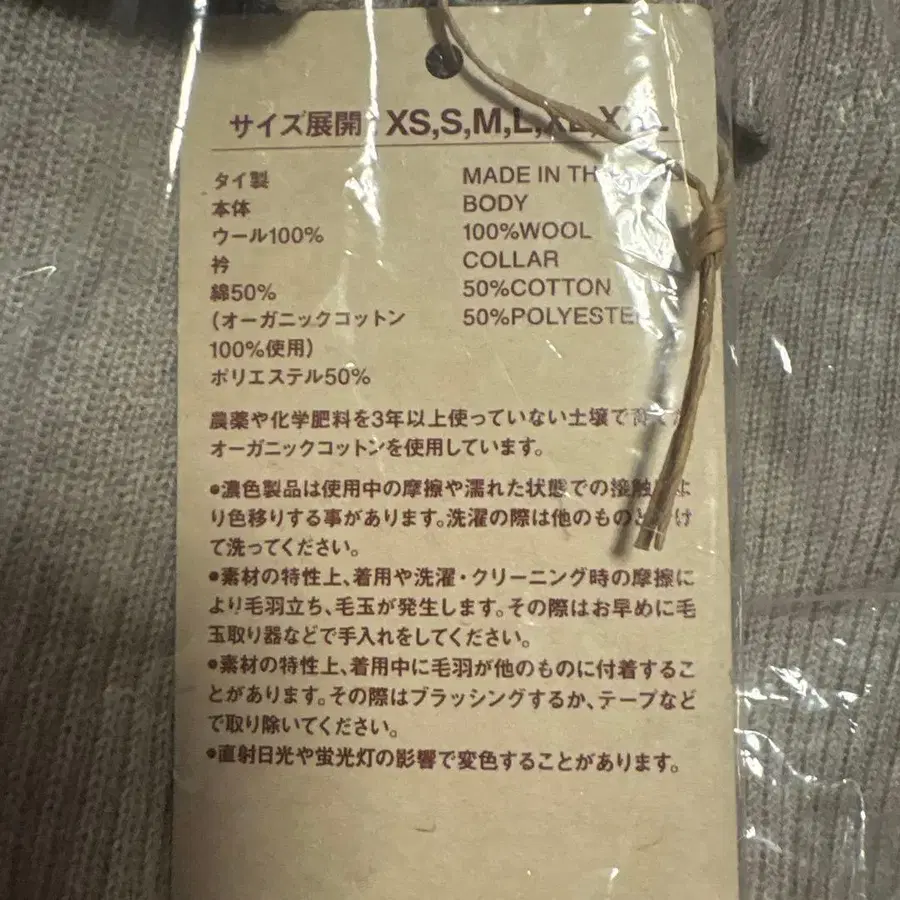 サイズ展開: XS,S,M,L,XL,
タイ製
本体
ウール100%
衿
綿50%
(オーガニックコットン
100%使用)
ポリエステル50%
MADE IN
BODY
100%WOOL
COLLAR
50%COTTON
50%POLYESTER
農薬や化学肥料を3年以上使っていない土壌で育てた
オーガニックコットンを使用しています。
●濃色製品は使用中の摩擦や濡れた状態での接触によ
り色移りする事があります。洗濯の際は他のものと分け
て洗ってください。
●素材の特性上、着用や洗濯・クリーニング時の摩擦に
より毛羽立ち、毛玉が発生します。その際はお早めに毛
玉取り器などで手入れをしてください。
●素材の特性上、着用中に毛羽が他のものに付着するこ
とがあります。その際はブラッシングするか、テープなど
で取り除いてください。
●直射日光や蛍光灯の影響で変色することがあります。